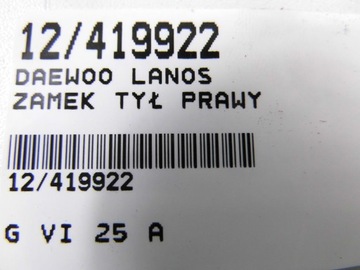 12/419922
DAEWOO LANOS
ZAMEK TYŁ PRAWY
12/419922
G VI 25 A